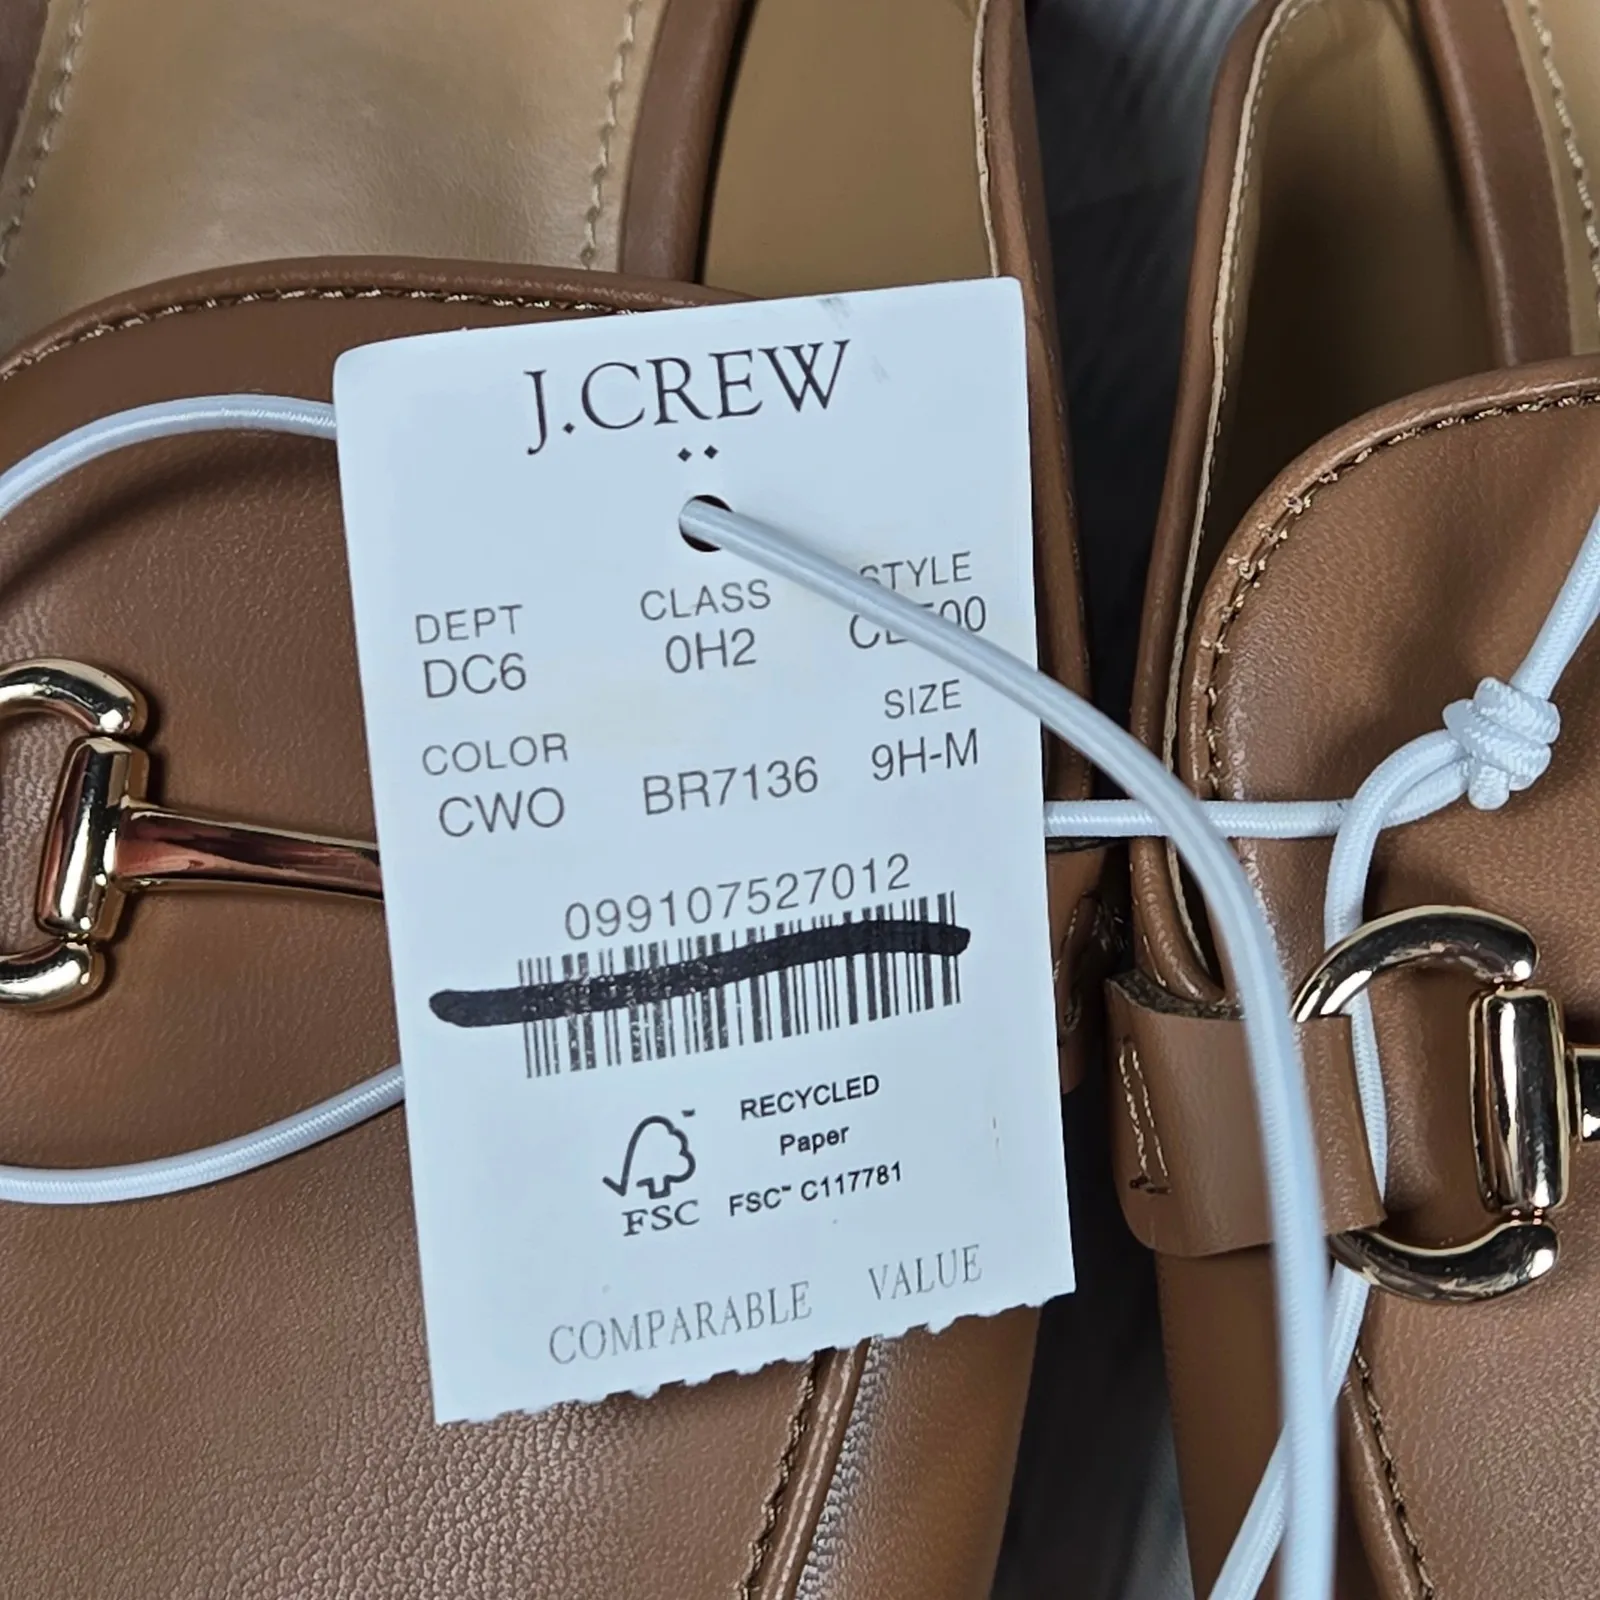 J.CREW
DEPT CLASS STYLE
DC6 0H2
COLOR SIZE
CWO BR7136 9H-M
099107527012
RECYCLED
Paper
FSC™ C117781
FSC
COMPARABLE VALUE